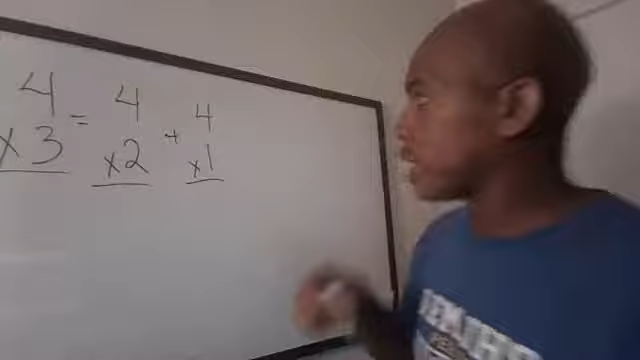 4 = 4 + 4
x3 x2 x1